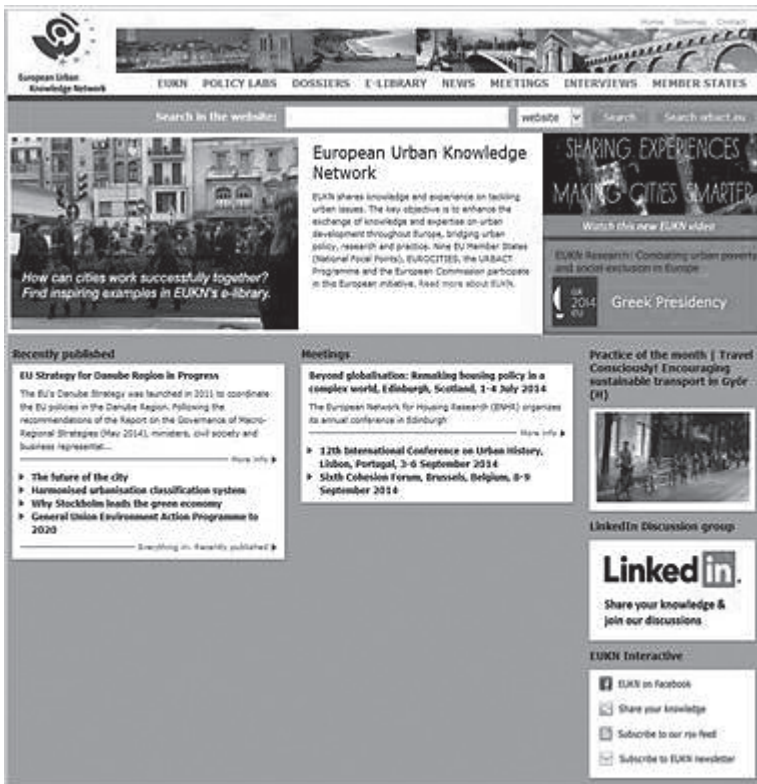 Home Sitemap Contact
European Urban
Knowledge Network
EUKN POLICY LABS DOSSIERS E-LIBRARY NEWS MEETINGS INTERVIEWS MEMBER STATES
Search in the website:
website
Search
Search urbact.eu
How can cities work successfully together?
Find inspiring examples in EUKN's e-library.
European Urban Knowledge
Network
EUKN shares knowledge and experience on tackling
urban issues. The key objective is to enhance the
exchange of knowledge and expertise on urban
development throughout Europe, bridging urban
policy, research and practice. Nine EU Member States
(National Focal Points), EUROCITIES, the URBACT
Programme and the European Commission participate
in this European initiative. Read more about EUKN.
SHARING EXPERIENCES
MAKING CITIES SMARTER
Watch this new EUKN video
EUKN Research: Combating urban poverty
and social exclusion in Europe
2014
eu
Greek Presidency
Recently published
EU Strategy for Danube Region in Progress
The EU's Danube Strategy was launched in 2011 to coordinate
the EU policies in the Danube Region. Following the
recommendations of the Report on the Governance of Macro-
Regional Strategies (May 2014), ministers, civil society and
business representat...
More info
The future of the city
Harmonised urbanisation classification system
Why Stockholm leads the green economy
General Union Environment Action Programme to
2020
Everything in: Recently published
Meetings
Beyond globalisation: Remaking housing policy in a
complex world, Edinburgh, Scotland, 1-4 July 2014
The European Network for Housing Research (ENHR) organizes
its annual conference in Edinburgh
More info
12th International Conference on Urban History,
Lisbon, Portugal, 3-6 September 2014
Sixth Cohesion Forum, Brussels, Belgium, 8-9
September 2014
Practice of the month | Travel
Consciously! Encouraging
sustainable transport in Győr
(H)
LinkedIn Discussion group
Linked in.
Share your knowledge &
join our discussions
EUKN Interactive
EUKN on Facebook
Share your knowledge
Subscribe to our rss feed
Subscribe to EUKN newsletter